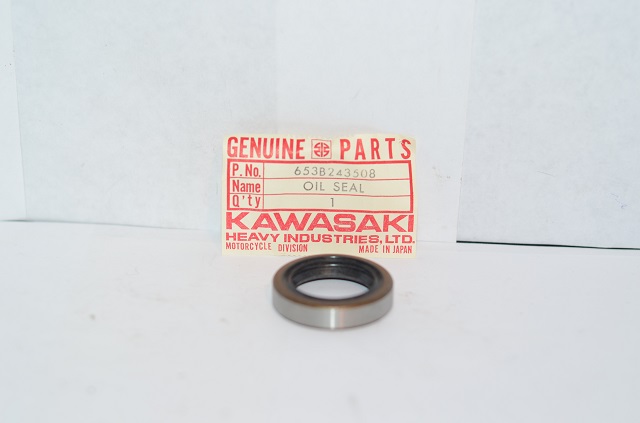 GENUINE PARTS
P. No. 653B243508
Name OIL SEAL
Q'ty 1
KAWASAKI
HEAVY INDUSTRIES, LTD.
MOTORCYCLE DIVISION MADE IN JAPAN